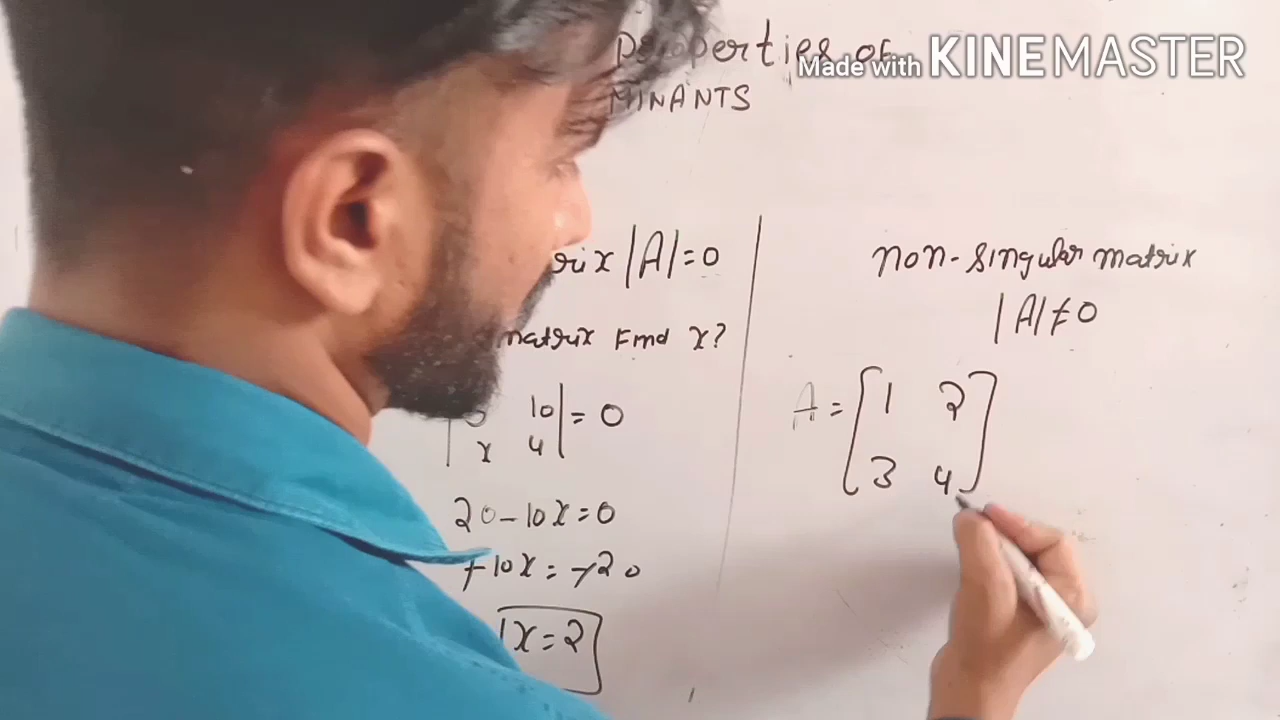 Properties of
MINANTS
Made with KINEMASTER
rix |A|=0
matrix Find x?
10
x 4 | = 0
20-10x=0
+10x=-20
x=2
non-singular matrix
|A|≠0
A = [1 2
3 4]